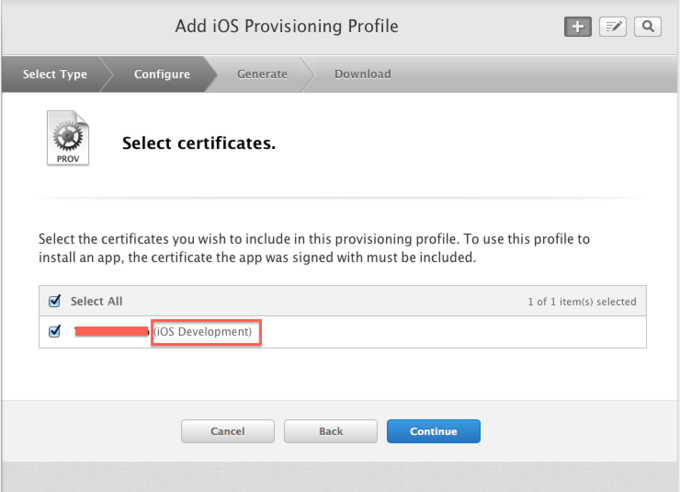 Add iOS Provisioning Profile
Select Type
Configure
Generate
Download
PROV
Select certificates.
Select the certificates you wish to include in this provisioning profile. To use this profile to
install an app, the certificate the app was signed with must be included.
Select All
1 of 1 item(s) selected
(iOS Development)
Cancel
Back
Continue